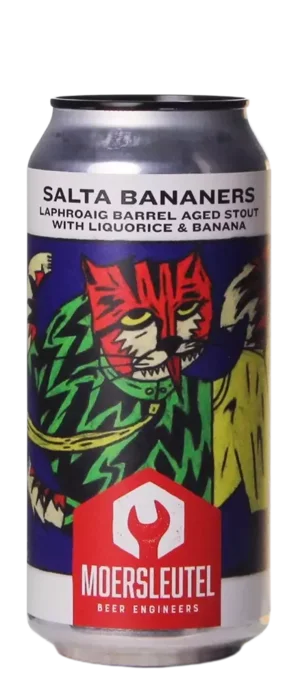 SALTA BANANERS
LAPHROAIG BARREL AGED STOUT
WITH LIQUORICE & BANANA
MOERSLEUTEL
BEER ENGINEERS